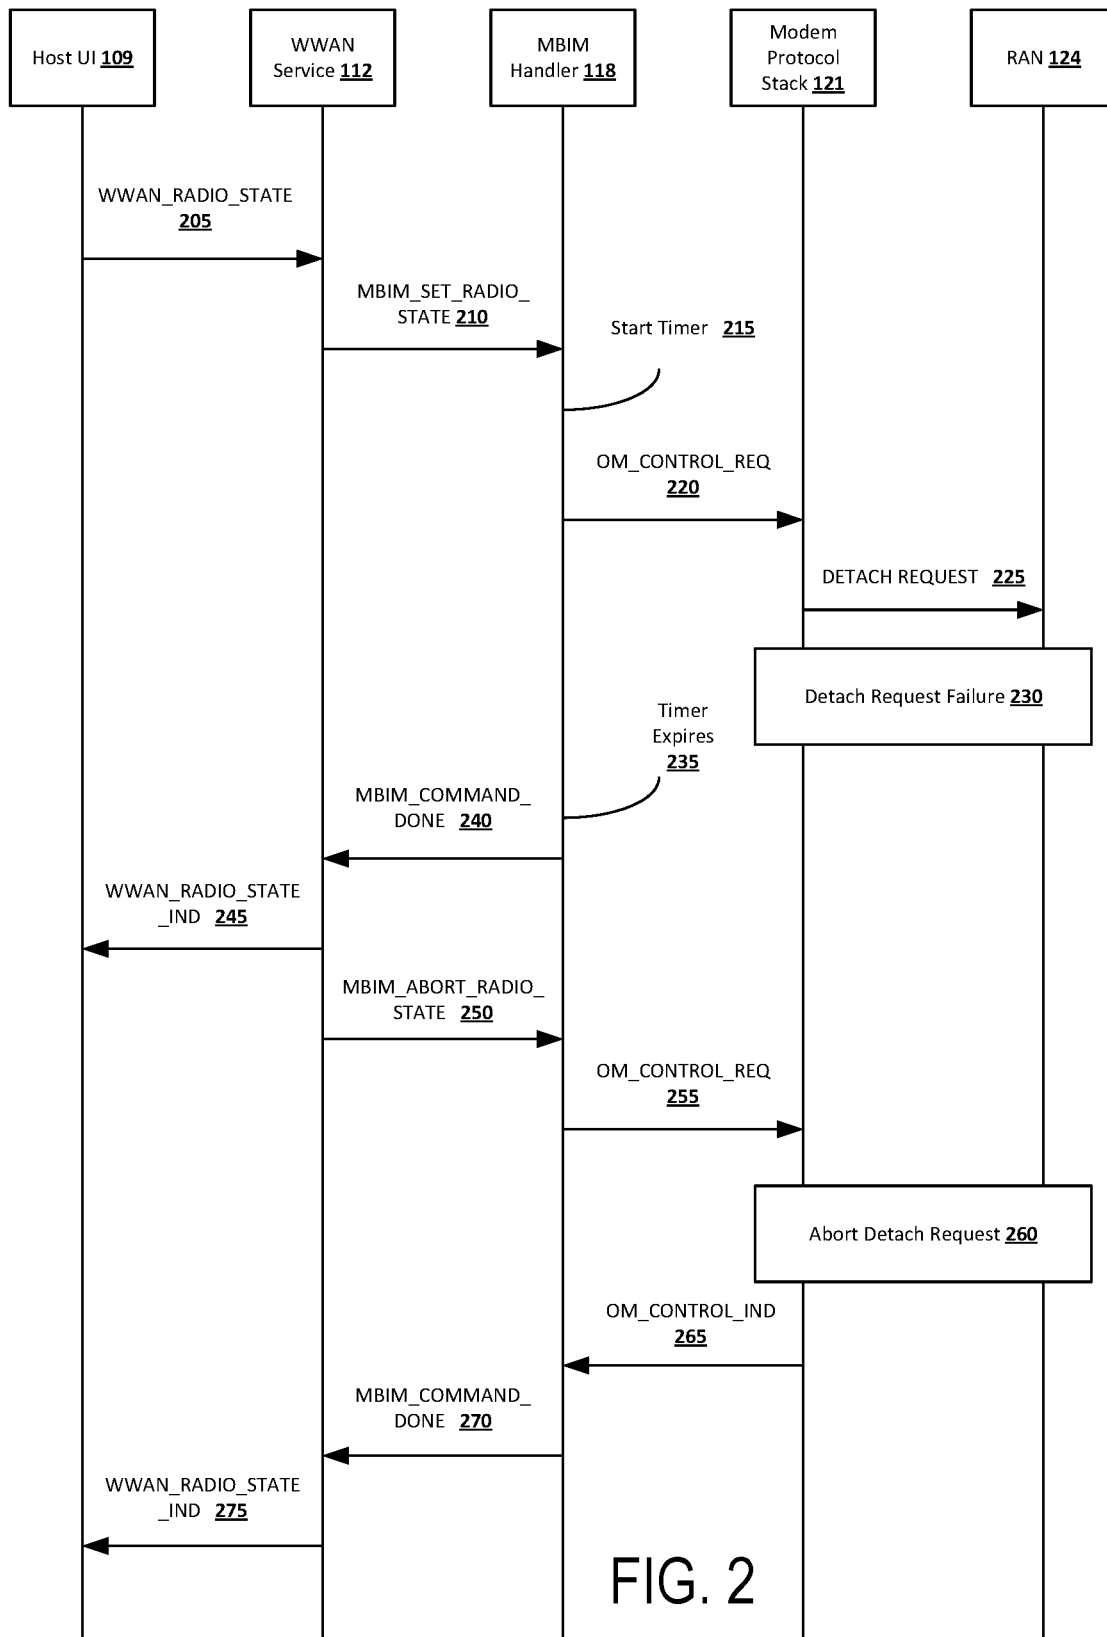 Host UI 109
WWAN
Service 112
MBIM
Handler 118
Modem
Protocol
Stack 121
RAN 124
WWAN_RADIO_STATE
205
MBIM_SET_RADIO_
STATE 210
Start Timer 215
OM_CONTROL_REQ
220
DETACH REQUEST 225
Detach Request Failure 230
Timer
Expires
235
MBIM_COMMAND_
DONE 240
WWAN_RADIO_STATE
_IND 245
MBIM_ABORT_RADIO_
STATE 250
OM_CONTROL_REQ
255
Abort Detach Request 260
OM_CONTROL_IND
265
MBIM_COMMAND_
DONE 270
WWAN_RADIO_STATE
_IND 275
FIG. 2